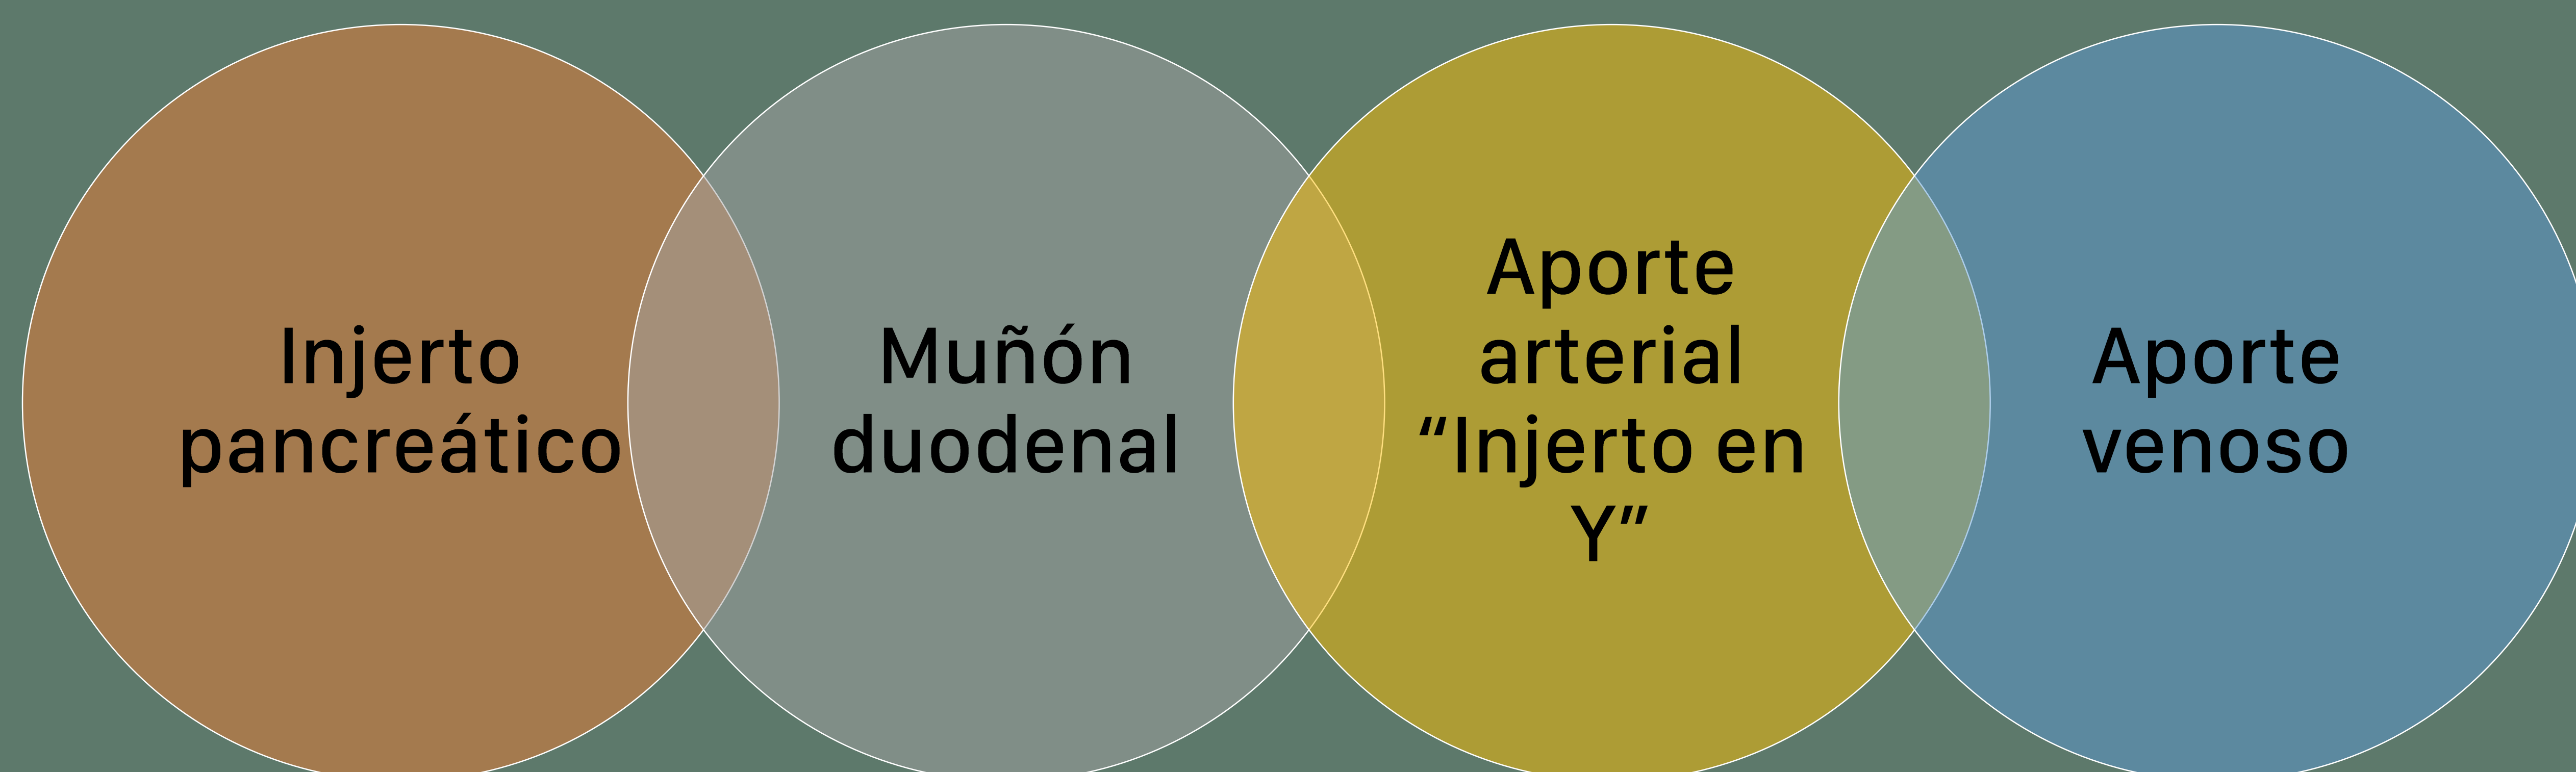 Injerto
pancreático
Muñón
duodenal
Aporte
arterial
“Injerto en
Y”
Aporte
venoso